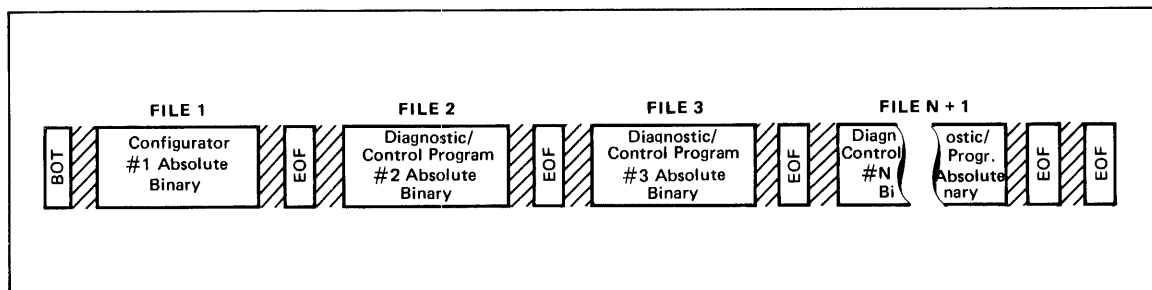 FILE 1
FILE 2
FILE 3
FILE N + 1
BOT
Configurator
#1 Absolute
Binary
EOF
Diagnostic/
Control Program
#2 Absolute
Binary
EOF
Diagnostic/
Control Program
#3 Absolute
Binary
EOF
Diagn ostic/
Control Progr.
#N Absolute
Bi nary
EOF
EOF